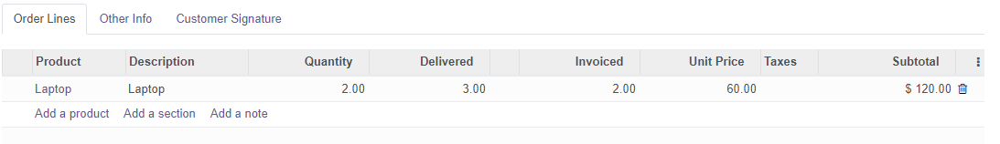 Order Lines Other Info Customer Signature
Product Description Quantity Delivered Invoiced Unit Price Taxes Subtotal
Laptop Laptop 2.00 3.00 2.00 60.00 $ 120.00
Add a product Add a section Add a note